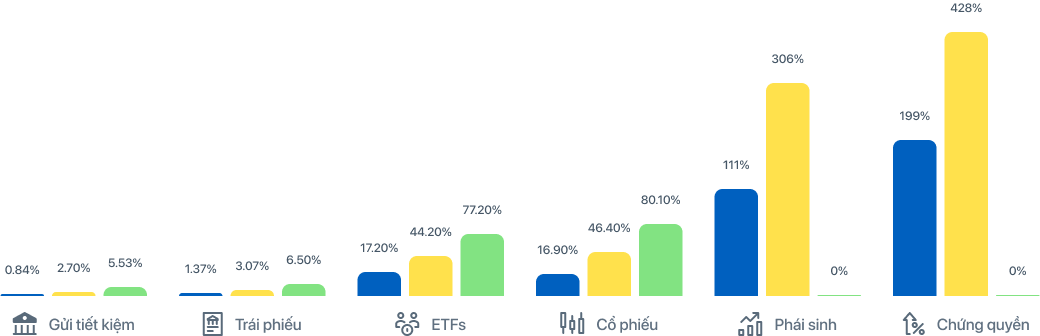 0.84% 2.70% 5.53%
1.37% 3.07% 6.50%
17.20% 44.20% 77.20%
16.90% 46.40% 80.10%
111% 306% 0%
199% 428% 0%
Gửi tiết kiệm
Trái phiếu
ETFs
Cổ phiếu
Phái sinh
Chứng quyền